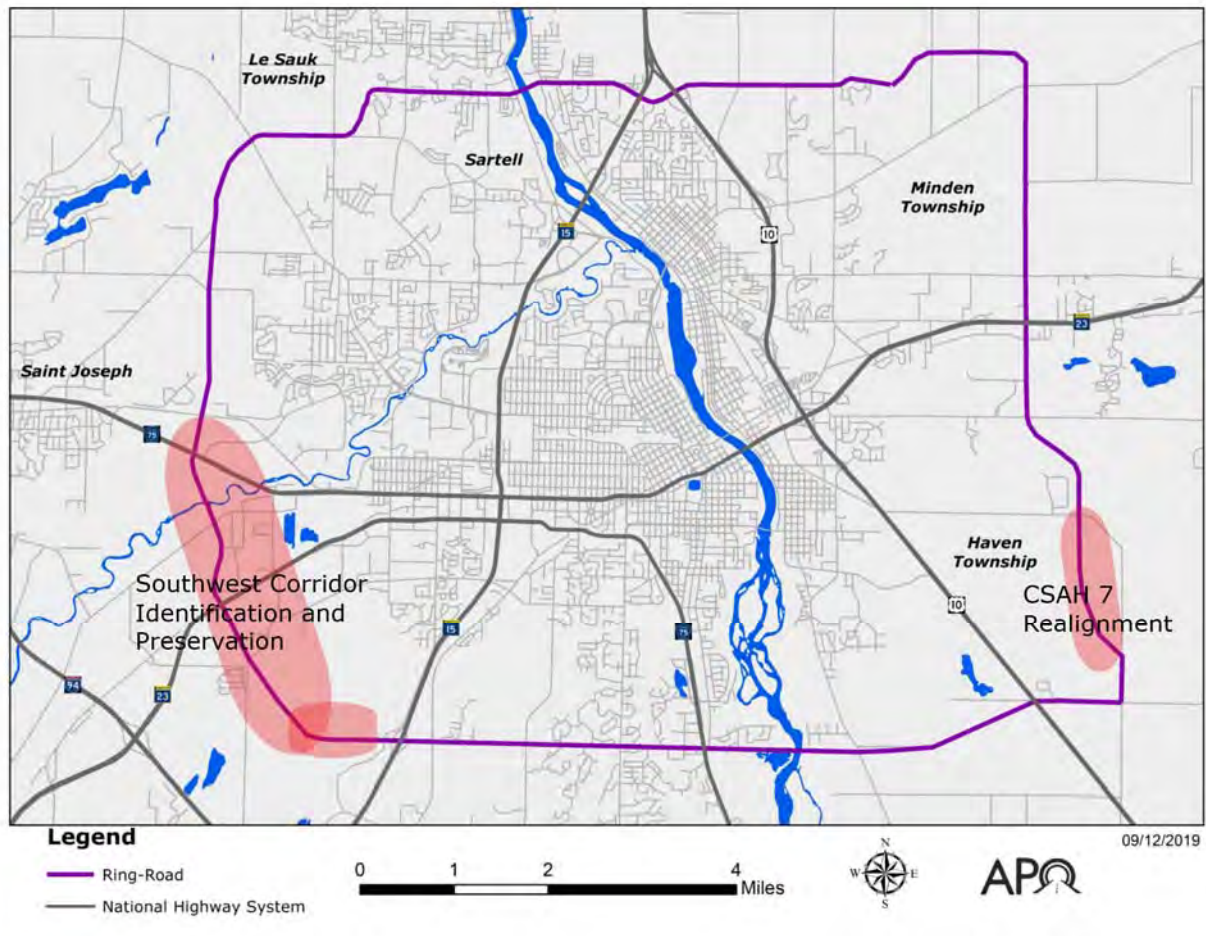 Le Sauk
Township
Sartell
15
10
Minden
Township
23
Saint Joseph
75
Haven
Township
Southwest Corridor
Identification and
Preservation
CSAH 7
Realignment
10
15
75
94
23
Legend
Ring-Road
National Highway System
0 1 2 4
Miles
N
W E
S
APO
09/12/2019